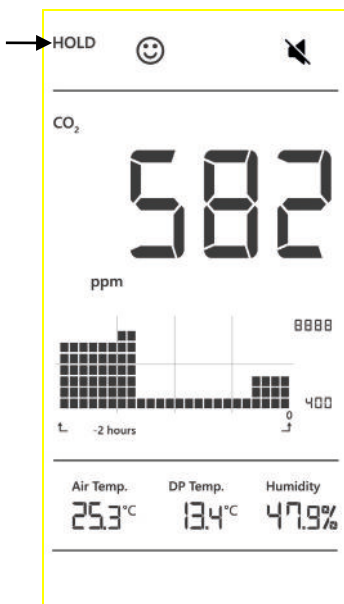 HOLD
CO₂
582
ppm
8888
400
0
-2 hours
Air Temp. DP Temp. Humidity
25.3°C 13.4°C 47.9%